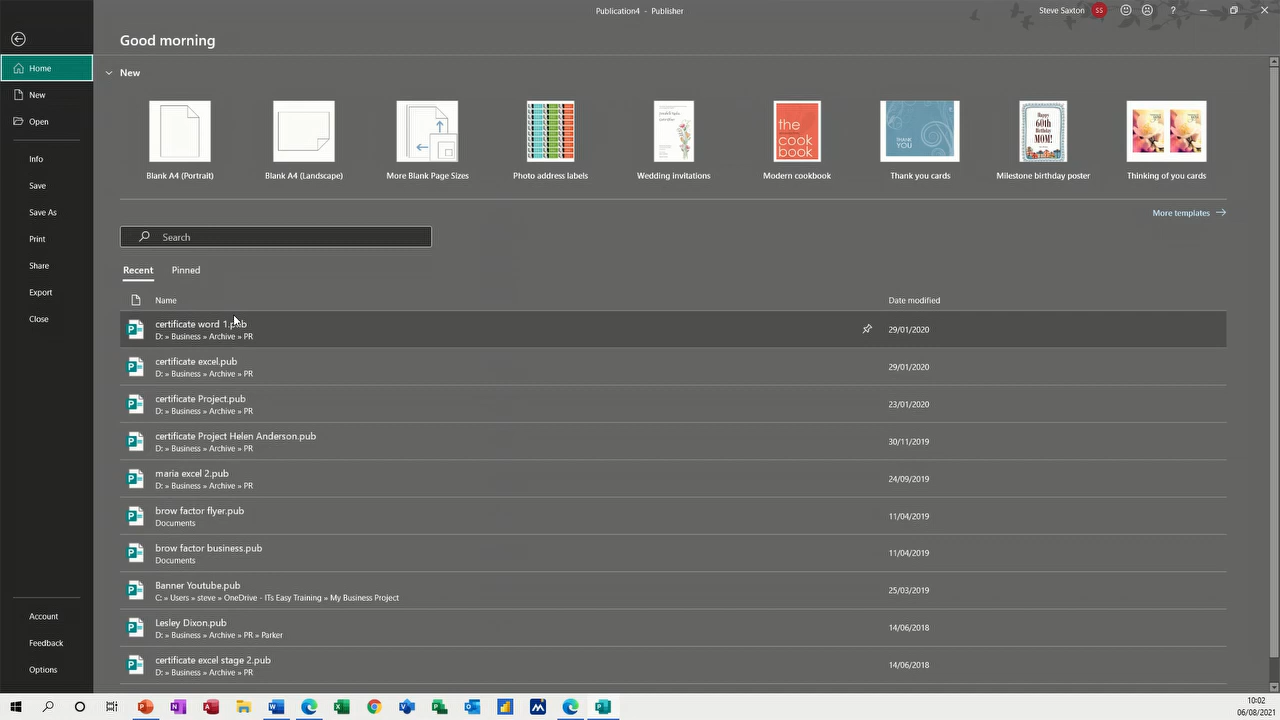 Publication4 - Publisher
Steve Saxton SS ?
Good morning
Home
New
Open
Info
Save
Save As
Print
Share
Export
Close
Account
Feedback
Options
New
Blank A4 (Portrait)
Blank A4 (Landscape)
More Blank Page Sizes
Photo address labels
Wedding invitations
the
cook
book
Modern cookbook
THANK
YOU
Thank you cards
Happy
60th
Birthday
MOM!
Milestone birthday poster
Thinking of you cards
More templates
Search
Recent Pinned
Name Date modified
certificate word 1.pub
D: » Business » Archive » PR
29/01/2020
certificate excel.pub
D: » Business » Archive » PR
29/01/2020
certificate Project.pub
D: » Business » Archive » PR
23/01/2020
certificate Project Helen Anderson.pub
D: » Business » Archive » PR
30/11/2019
maria excel 2.pub
D: » Business » Archive » PR
24/09/2019
brow factor flyer.pub
Documents
11/04/2019
brow factor business.pub
Documents
11/04/2019
Banner Youtube.pub
C: » Users » steve » OneDrive - ITs Easy Training » My Business Project
25/03/2019
Lesley Dixon.pub
D: » Business » Archive » PR » Parker
14/06/2018
certificate excel stage 2.pub
D: » Business » Archive » PR
14/06/2018
10:02
06/08/2021